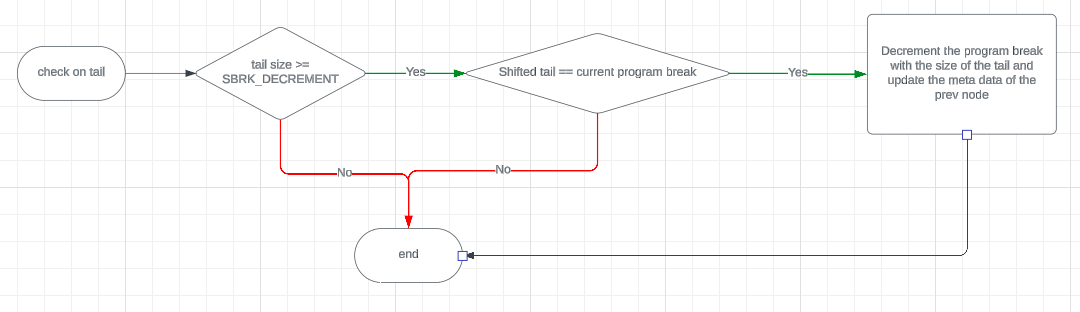 check on tail
tail size >=
SBRK_DECREMENT
Yes
Shifted tail == current program break
Yes
Decrement the program break
with the size of the tail and
update the meta data of the
prev node
No
No
end